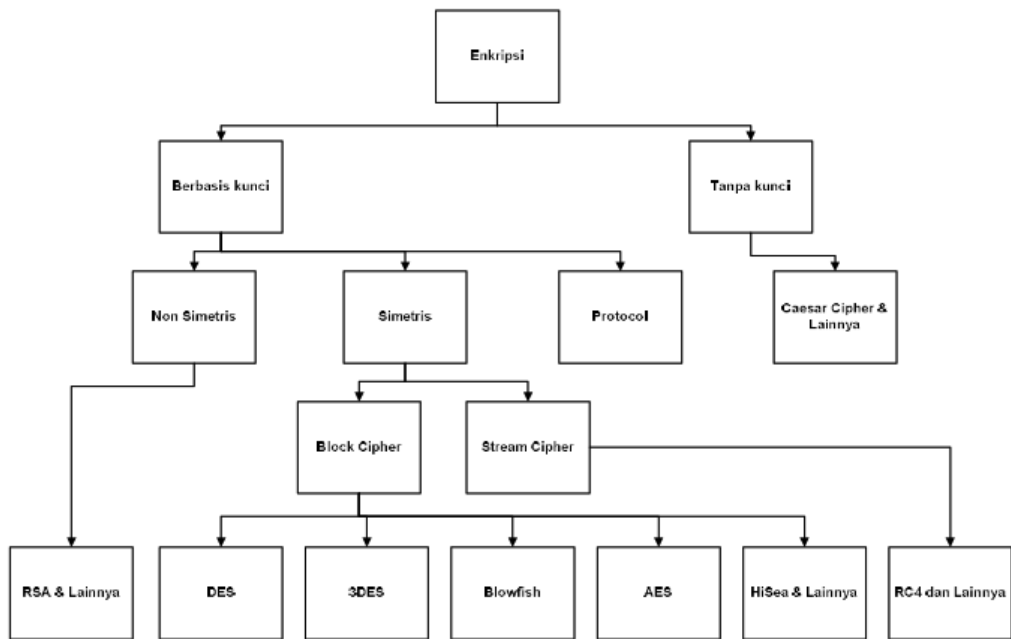 Enkripsi
Berbasis kunci
Tanpa kunci
Non Simetris
Simetris
Protocol
Caesar Cipher &
Lainnya
Block Cipher
Stream Cipher
RSA & Lainnya
DES
3DES
Blowfish
AES
HiSea & Lainnya
RC4 dan Lainnya